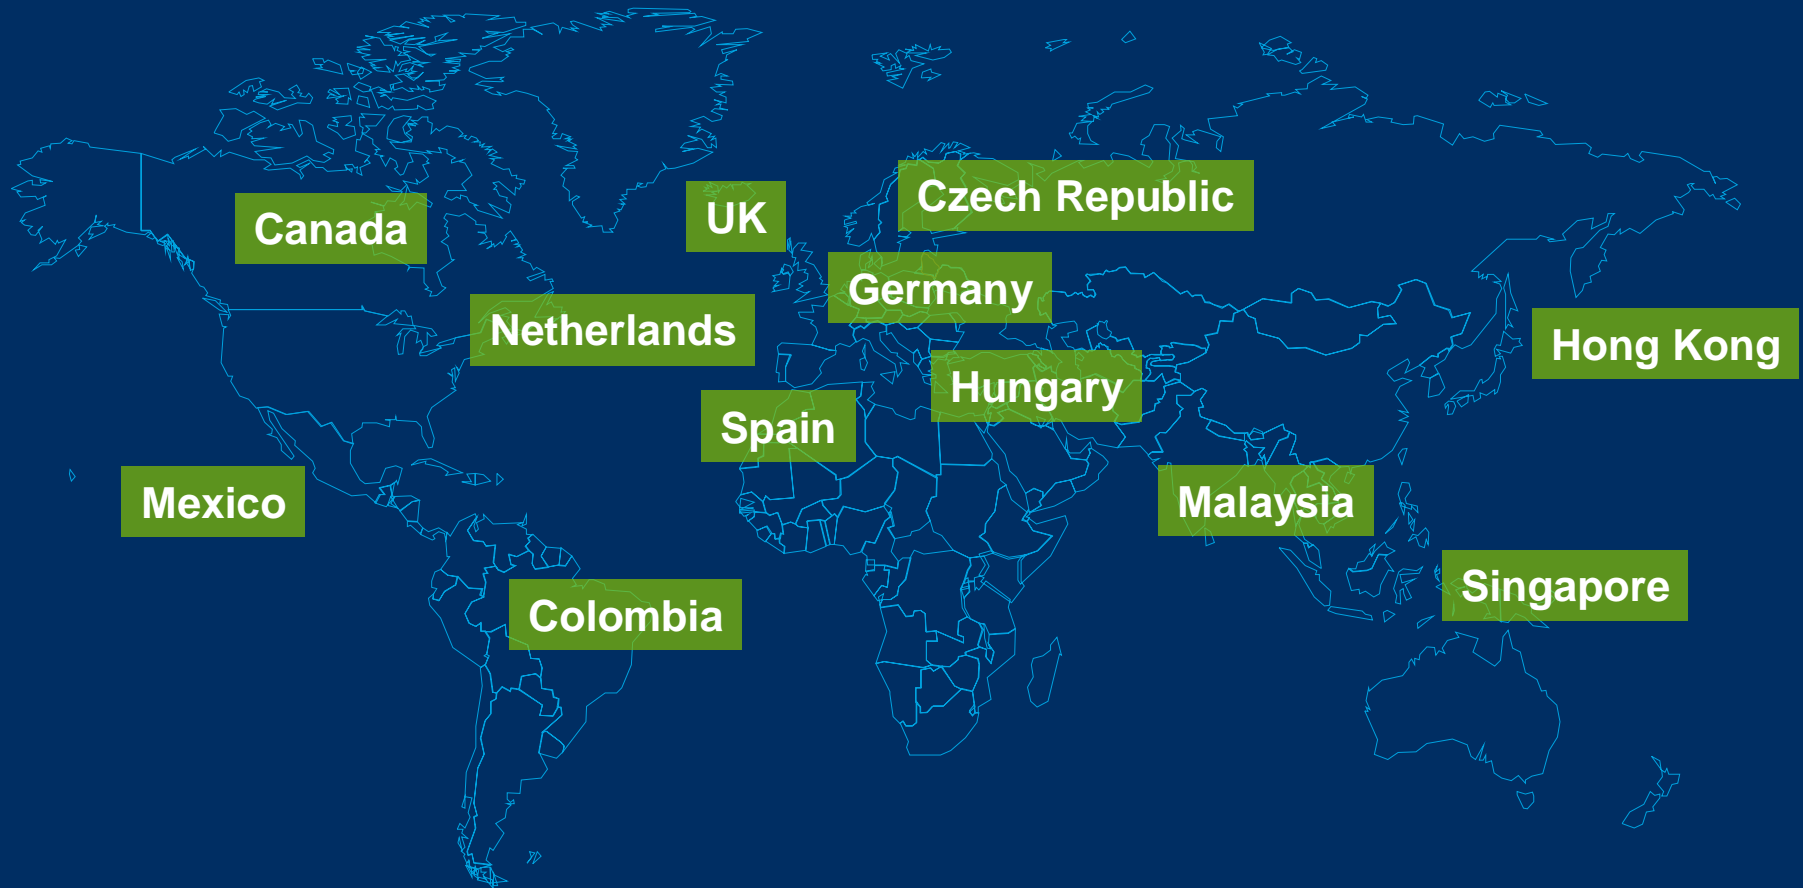 Czech Republic
UK
Canada
Germany
Netherlands
Hong Kong
Hungary
Spain
Mexico
Malaysia
Singapore
Colombia